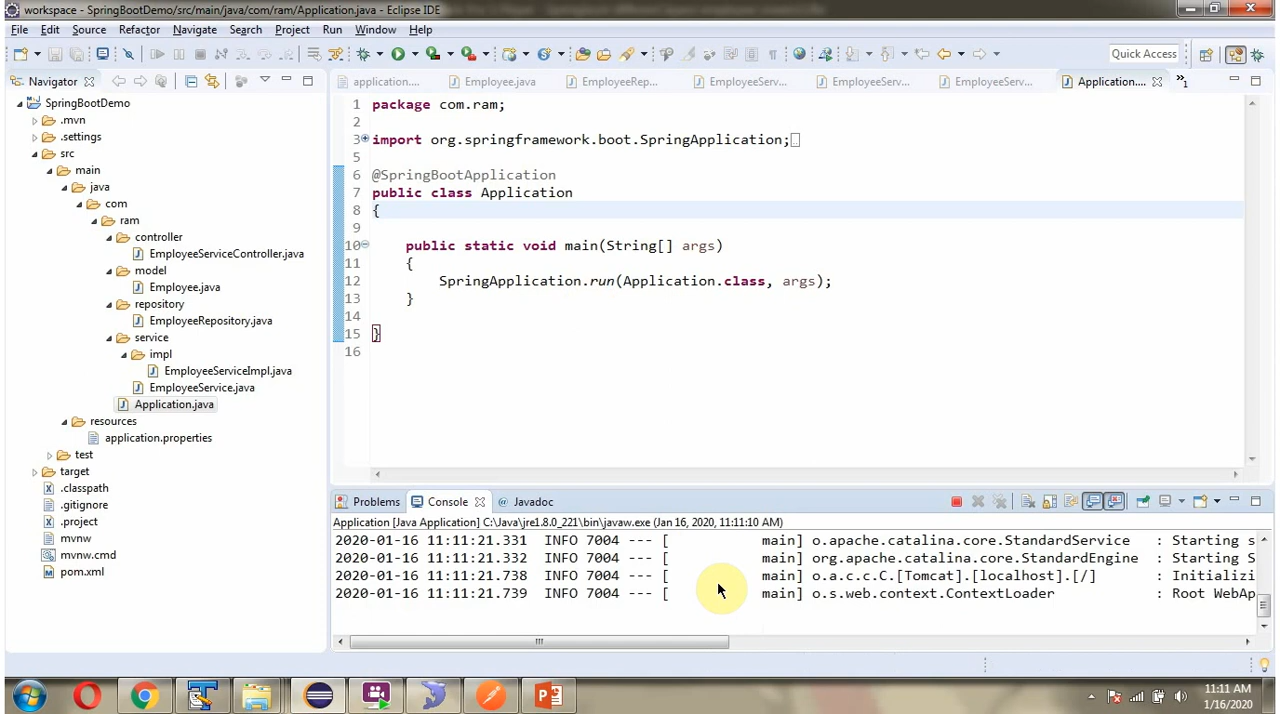 workspace - SpringBootDemo/src/main/java/com/ram/Application.java - Eclipse IDE
File Edit Source Refactor Navigate Search Project Run Window Help
Quick Access
Navigator
application....
Employee.java
EmployeeRep...
EmployeeServ...
EmployeeServ...
EmployeeServ...
Application....
»1
SpringBootDemo
.mvn
.settings
src
main
java
com
ram
controller
EmployeeServiceController.java
model
Employee.java
repository
EmployeeRepository.java
service
impl
EmployeeServiceImpl.java
EmployeeService.java
Application.java
resources
application.properties
test
target
.classpath
.gitignore
.project
mvnw
mvnw.cmd
pom.xml
1 package com.ram;
2
3 import org.springframework.boot.SpringApplication;
5
6 @SpringBootApplication
7 public class Application
8 {
9
10 public static void main(String[] args)
11 {
12 SpringApplication.run(Application.class, args);
13 }
14
15 }
16
Problems Console @ Javadoc
Application [Java Application] C:\Java\jre1.8.0_221\bin\javaw.exe (Jan 16, 2020, 11:11:10 AM)
2020-01-16 11:11:21.331 INFO 7004 --- [ main] o.apache.catalina.core.StandardService : Starting s
2020-01-16 11:11:21.332 INFO 7004 --- [ main] org.apache.catalina.core.StandardEngine : Starting S
2020-01-16 11:11:21.738 INFO 7004 --- [ main] o.a.c.c.C.[Tomcat].[localhost].[/] : Initializi
2020-01-16 11:11:21.739 INFO 7004 --- [ main] o.s.web.context.ContextLoader : Root WebAp
11:11 AM
1/16/2020